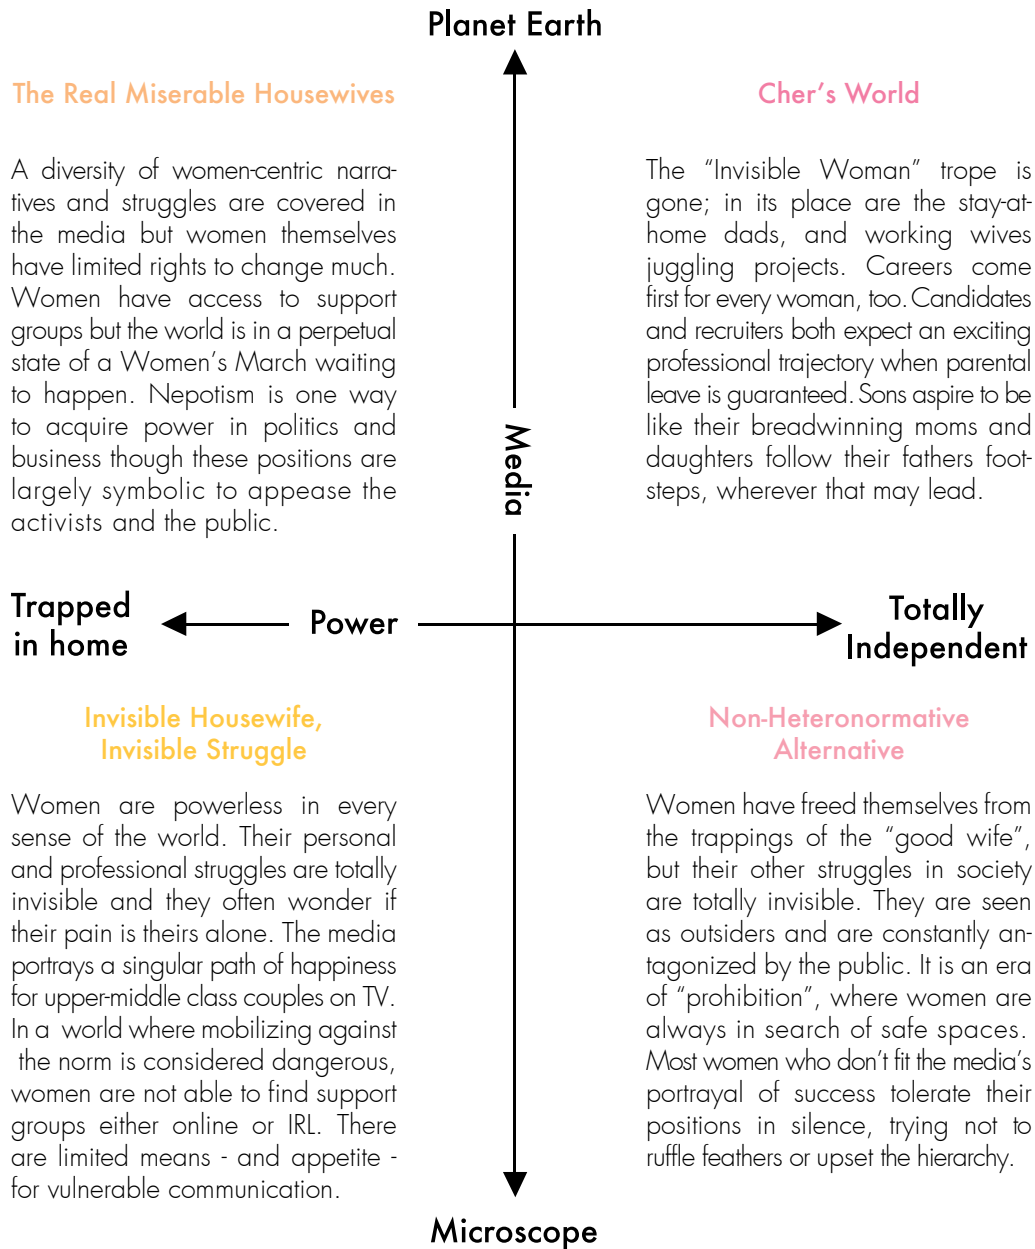 Planet Earth
The Real Miserable Housewives
A diversity of women-centric narra-
tives and struggles are covered in
the media but women themselves
have limited rights to change much.
Women have access to support
groups but the world is in a perpetual
state of a Women's March waiting
to happen. Nepotism is one way
to acquire power in politics and
business though these positions are
largely symbolic to appease the
activists and the public.
Cher's World
The "Invisible Woman" trope is
gone; in its place are the stay-at-
home dads, and working wives
juggling projects. Careers come
first for every woman, too. Candidates
and recruiters both expect an exciting
professional trajectory when parental
leave is guaranteed. Sons aspire to be
like their breadwinning moms and
daughters follow their fathers foot-
steps, wherever that may lead.
Media
Trapped
in home
Power
Totally
Independent
Invisible Housewife,
Invisible Struggle
Women are powerless in every
sense of the world. Their personal
and professional struggles are totally
invisible and they often wonder if
their pain is theirs alone. The media
portrays a singular path of happiness
for upper-middle class couples on TV.
In a world where mobilizing against
the norm is considered dangerous,
women are not able to find support
groups either online or IRL. There
are limited means - and appetite -
for vulnerable communication.
Non-Heteronormative
Alternative
Women have freed themselves from
the trappings of the "good wife",
but their other struggles in society
are totally invisible. They are seen
as outsiders and are constantly an-
tagonized by the public. It is an era
of "prohibition", where women are
always in search of safe spaces.
Most women who don't fit the media's
portrayal of success tolerate their
positions in silence, trying not to
ruffle feathers or upset the hierarchy.
Microscope